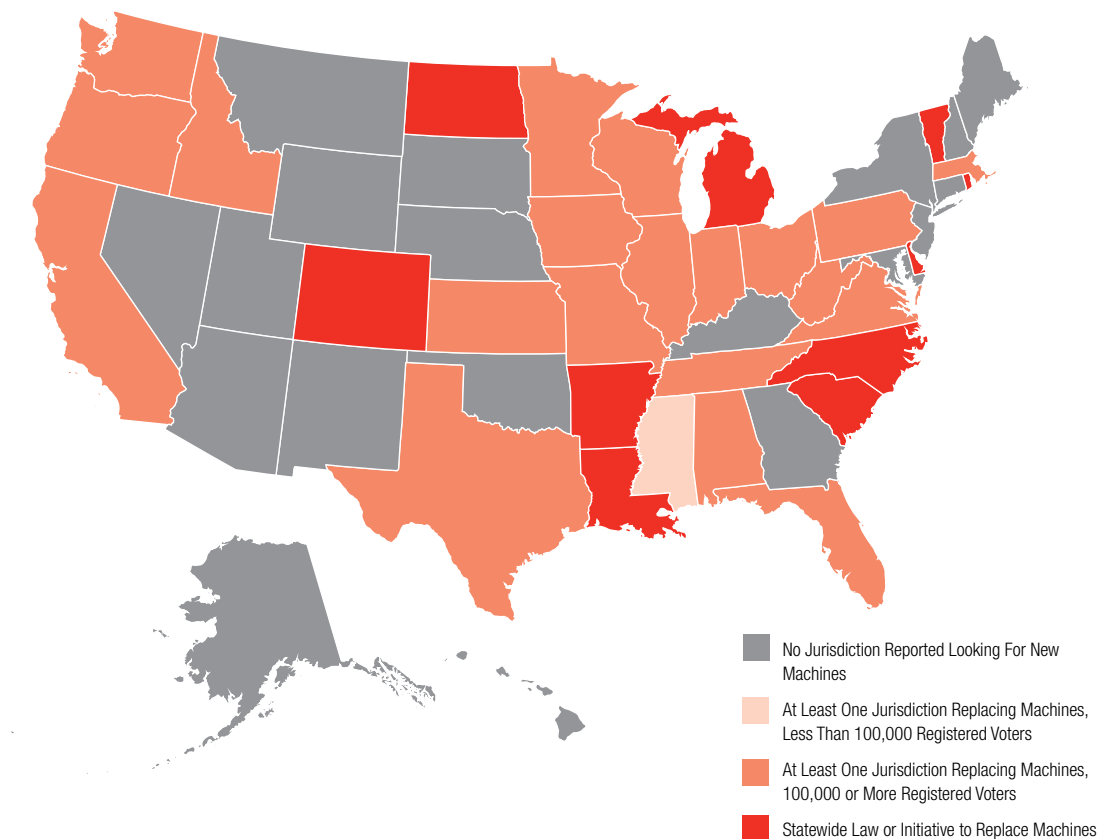 No Jurisdiction Reported Looking For New
Machines
At Least One Jurisdiction Replacing Machines,
Less Than 100,000 Registered Voters
At Least One Jurisdiction Replacing Machines,
100,000 or More Registered Voters
Statewide Law or Initiative to Replace Machines